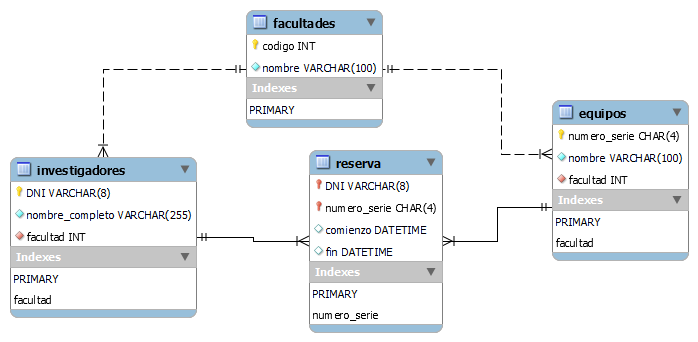 facultades
codigo INT
nombre VARCHAR(100)
Indexes
PRIMARY
equipos
numero_serie CHAR(4)
nombre VARCHAR(100)
facultad INT
Indexes
PRIMARY
facultad
investigadores
DNI VARCHAR(8)
nombre_completo VARCHAR(255)
facultad INT
Indexes
PRIMARY
facultad
reserva
DNI VARCHAR(8)
numero_serie CHAR(4)
comienzo DATETIME
fin DATETIME
Indexes
PRIMARY
numero_serie